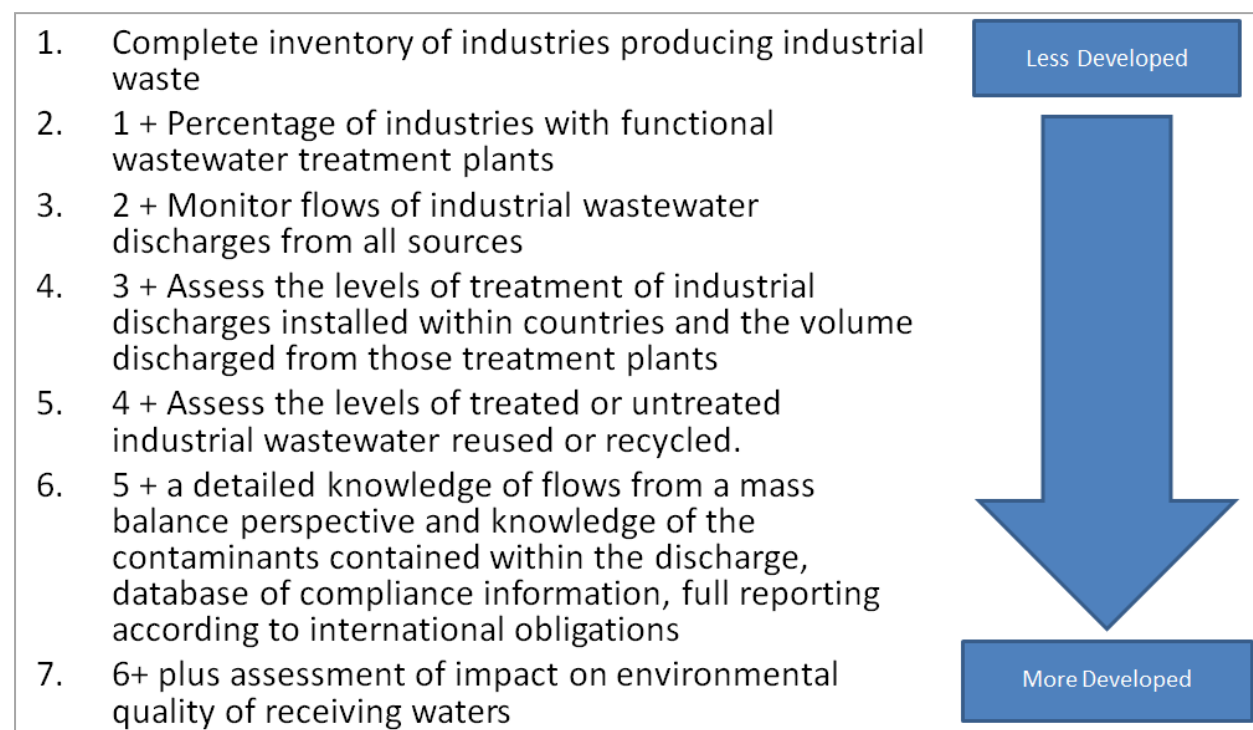 1. Complete inventory of industries producing industrial
waste
2. 1 + Percentage of industries with functional
wastewater treatment plants
3. 2 + Monitor flows of industrial wastewater
discharges from all sources
4. 3 + Assess the levels of treatment of industrial
discharges installed within countries and the volume
discharged from those treatment plants
5. 4 + Assess the levels of treated or untreated
industrial wastewater reused or recycled.
6. 5 + a detailed knowledge of flows from a mass
balance perspective and knowledge of the
contaminants contained within the discharge,
database of compliance information, full reporting
according to international obligations
7. 6+ plus assessment of impact on environmental
quality of receiving waters
Less Developed
More Developed